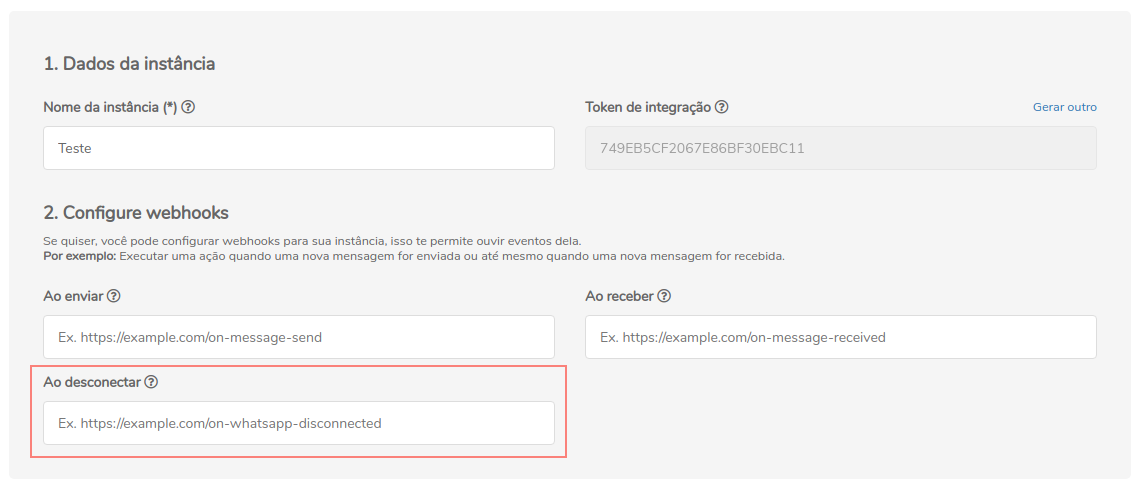 1. Dados da instância
Nome da instância (*)
Token de integração
Gerar outro
Teste
749EB5CF2067E86BF30EBC11
2. Configure webhooks
Se quiser, você pode configurar webhooks para sua instância, isso te permite ouvir eventos dela.
Por exemplo: Executar uma ação quando uma nova mensagem for enviada ou até mesmo quando uma nova mensagem for recebida.
Ao enviar
Ao receber
Ex. https://example.com/on-message-send
Ex. https://example.com/on-message-received
Ao desconectar
Ex. https://example.com/on-whatsapp-disconnected